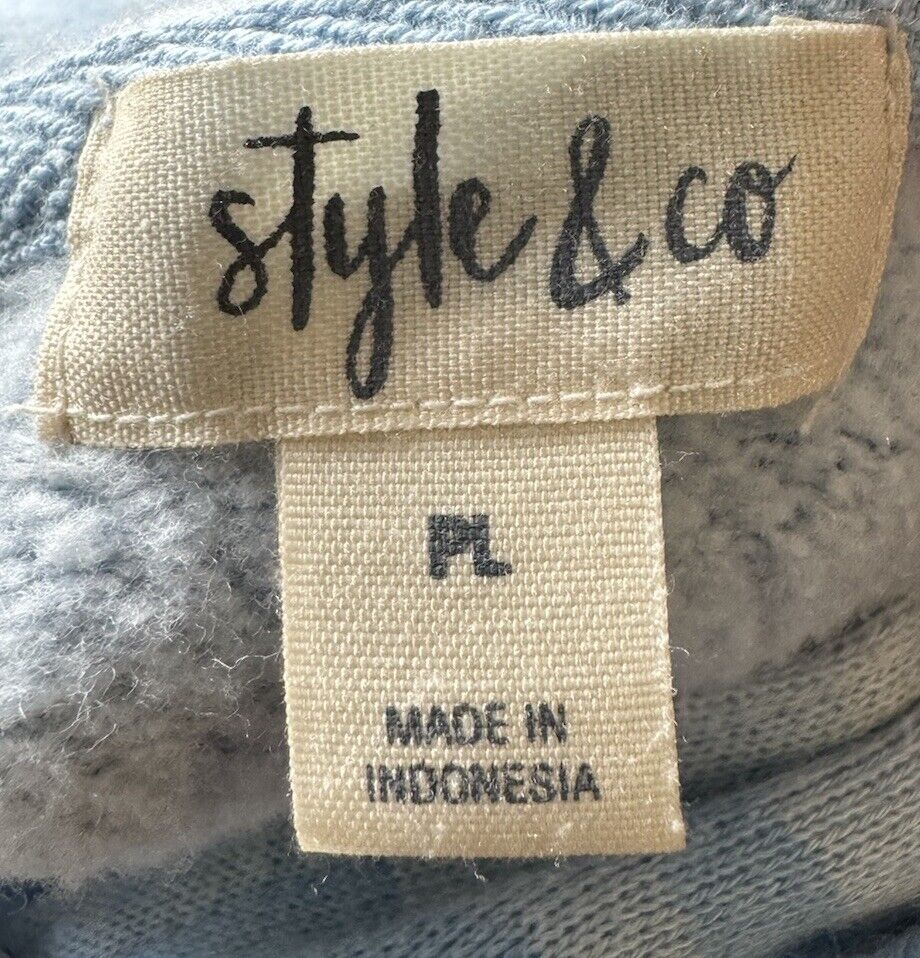 style & co
PL
MADE IN
INDONESIA